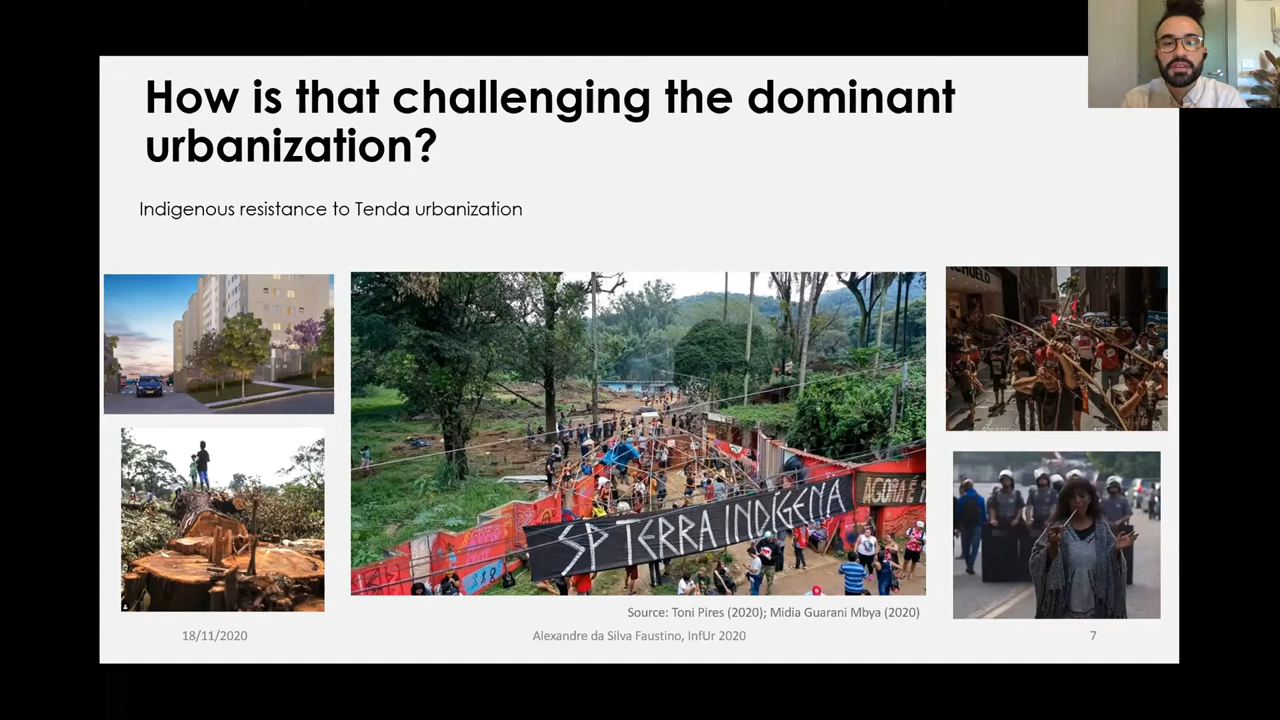 How is that challenging the dominant
urbanization?
Indigenous resistance to Tenda urbanization
SP TERRA INDÍGENA
AGORA É
388
Source: Toni Pires (2020); Midia Guarani Mbya (2020)
18/11/2020
Alexandre da Silva Faustino, InfUr 2020
7